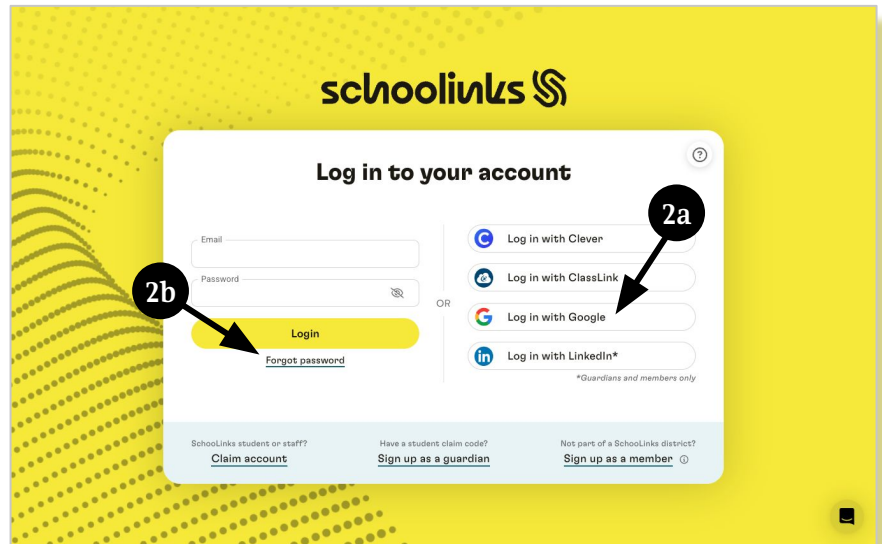 schoolinks
Log in to your account
?
2a
Email
Log in with Clever
Password
Log in with ClassLink
2b
OR
Log in with Google
Login
Forgot password
in
Log in with LinkedIn*
*Guardians and members only
SchooLinks student or staff?
Claim account
Have a student claim code?
Sign up as a guardian
Not part of a SchooLinks district?
Sign up as a member